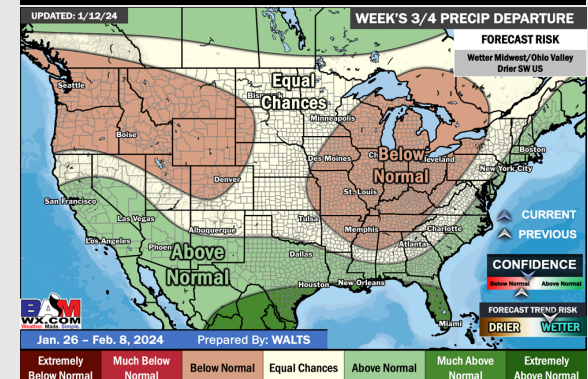 UPDATED: 1/12/24
WEEK'S 3/4 PRECIP DEPARTURE
FORECAST RISK
Wetter Midwest/Ohio Valley
Drier SW US
Seattle
Equal
Chances
Bismarck
Minneapolis
Boise
Boston
Des Moines
Ch
Below
eveland
Normal
New York City
Denver
St. Louis
San Francisco
CURRENT
Las Vegas
Tulsa
PREVIOUS
Albuquerque
Memphis
Charlotte
Los Angeles
Phoen
Above
Normal
Atlanta
Dallas
CONFIDENCE
Below Normal
Above Normal
Houston
New Orleans
BAM
WX.COM
Weather. Made. Simple.
Miami
FORECAST TREND RISK
DRIER
WETTER
Jan. 26 – Feb. 8, 2024
Prepared By: WALTS
Extremely
Below Normal
Much Below
Normal
Below Normal
Equal Chances
Above Normal
Much Above
Normal
Extremely
Above Normal